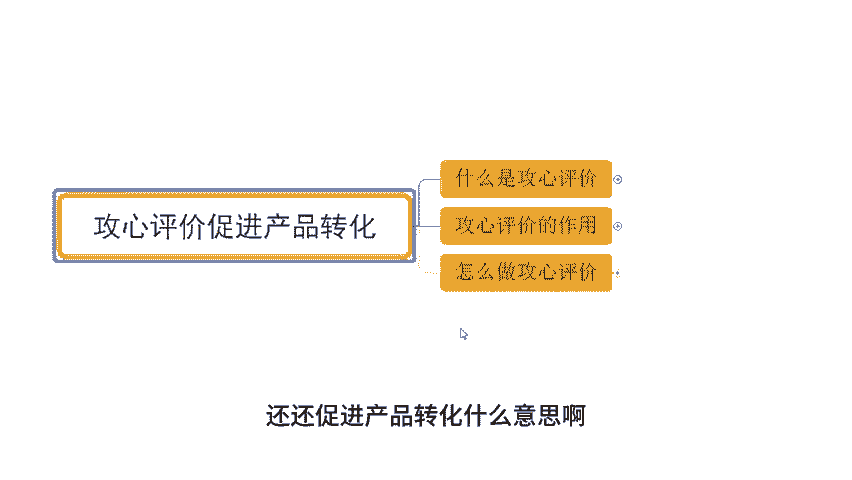 攻心评价促进产品转化
什么是攻心评价
攻心评价的作用
怎么做攻心评价
还还促进产品转化什么意思啊